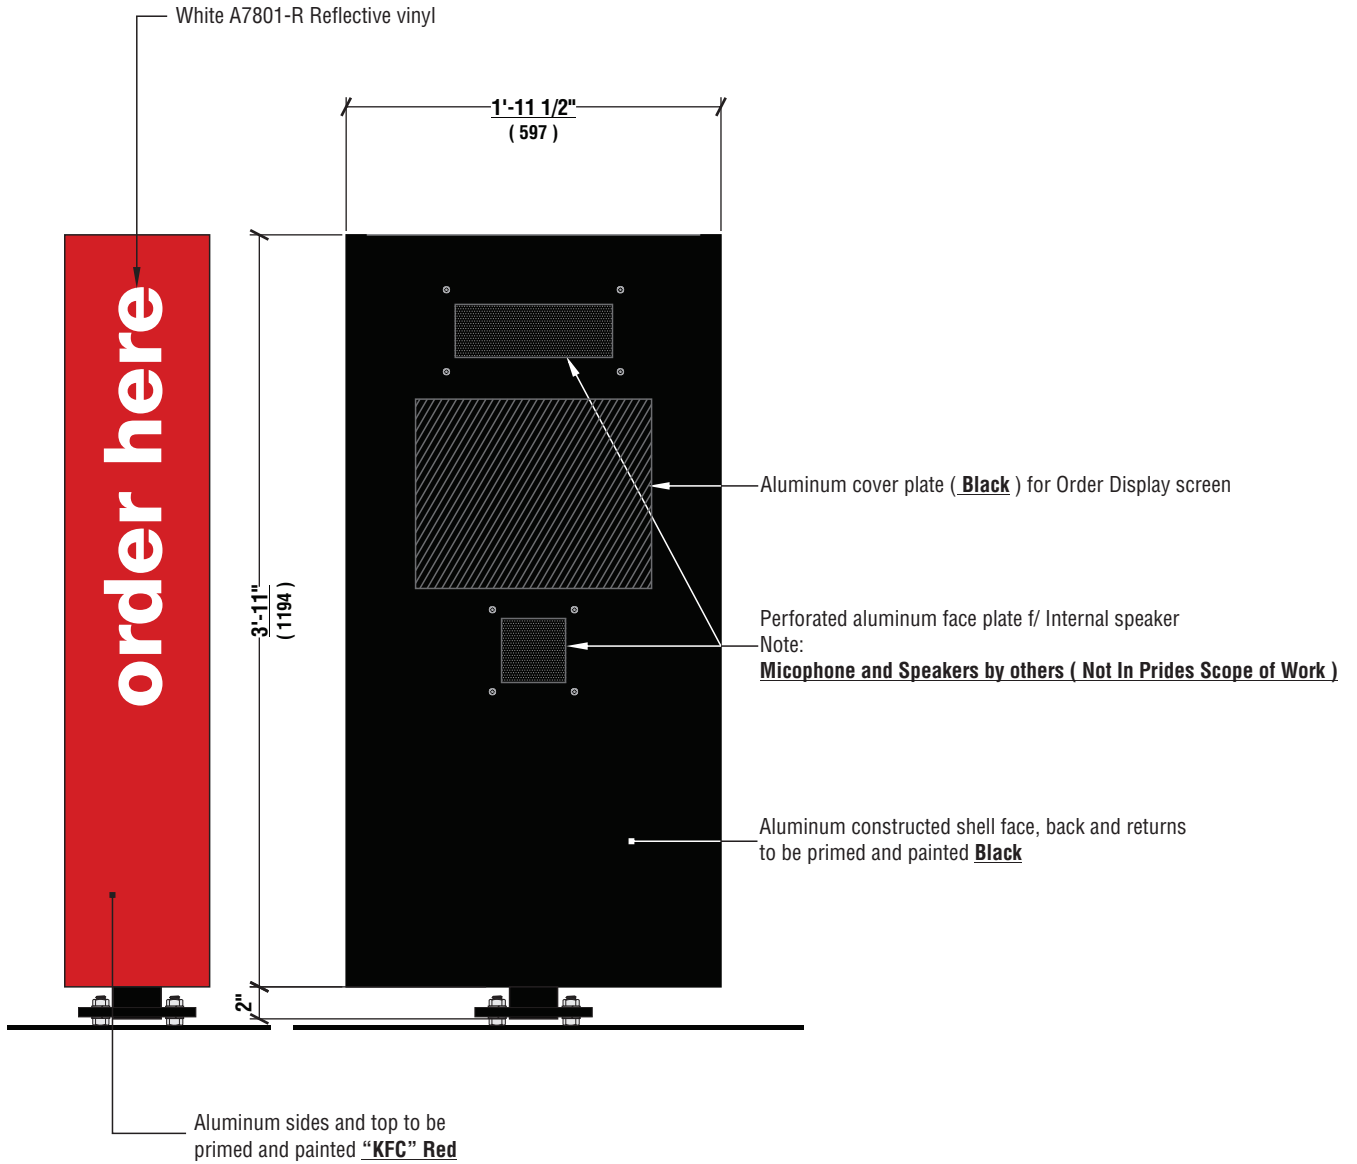 White A7801-R Reflective vinyl
1'-11 1/2"
( 597 )
order here
3'-11"
( 1194 )
Aluminum cover plate ( Black ) for Order Display screen
Perforated aluminum face plate f/ Internal speaker
Note:
Micophone and Speakers by others ( Not In Prides Scope of Work )
Aluminum constructed shell face, back and returns
to be primed and painted Black
2"
Aluminum sides and top to be
primed and painted “KFC” Red